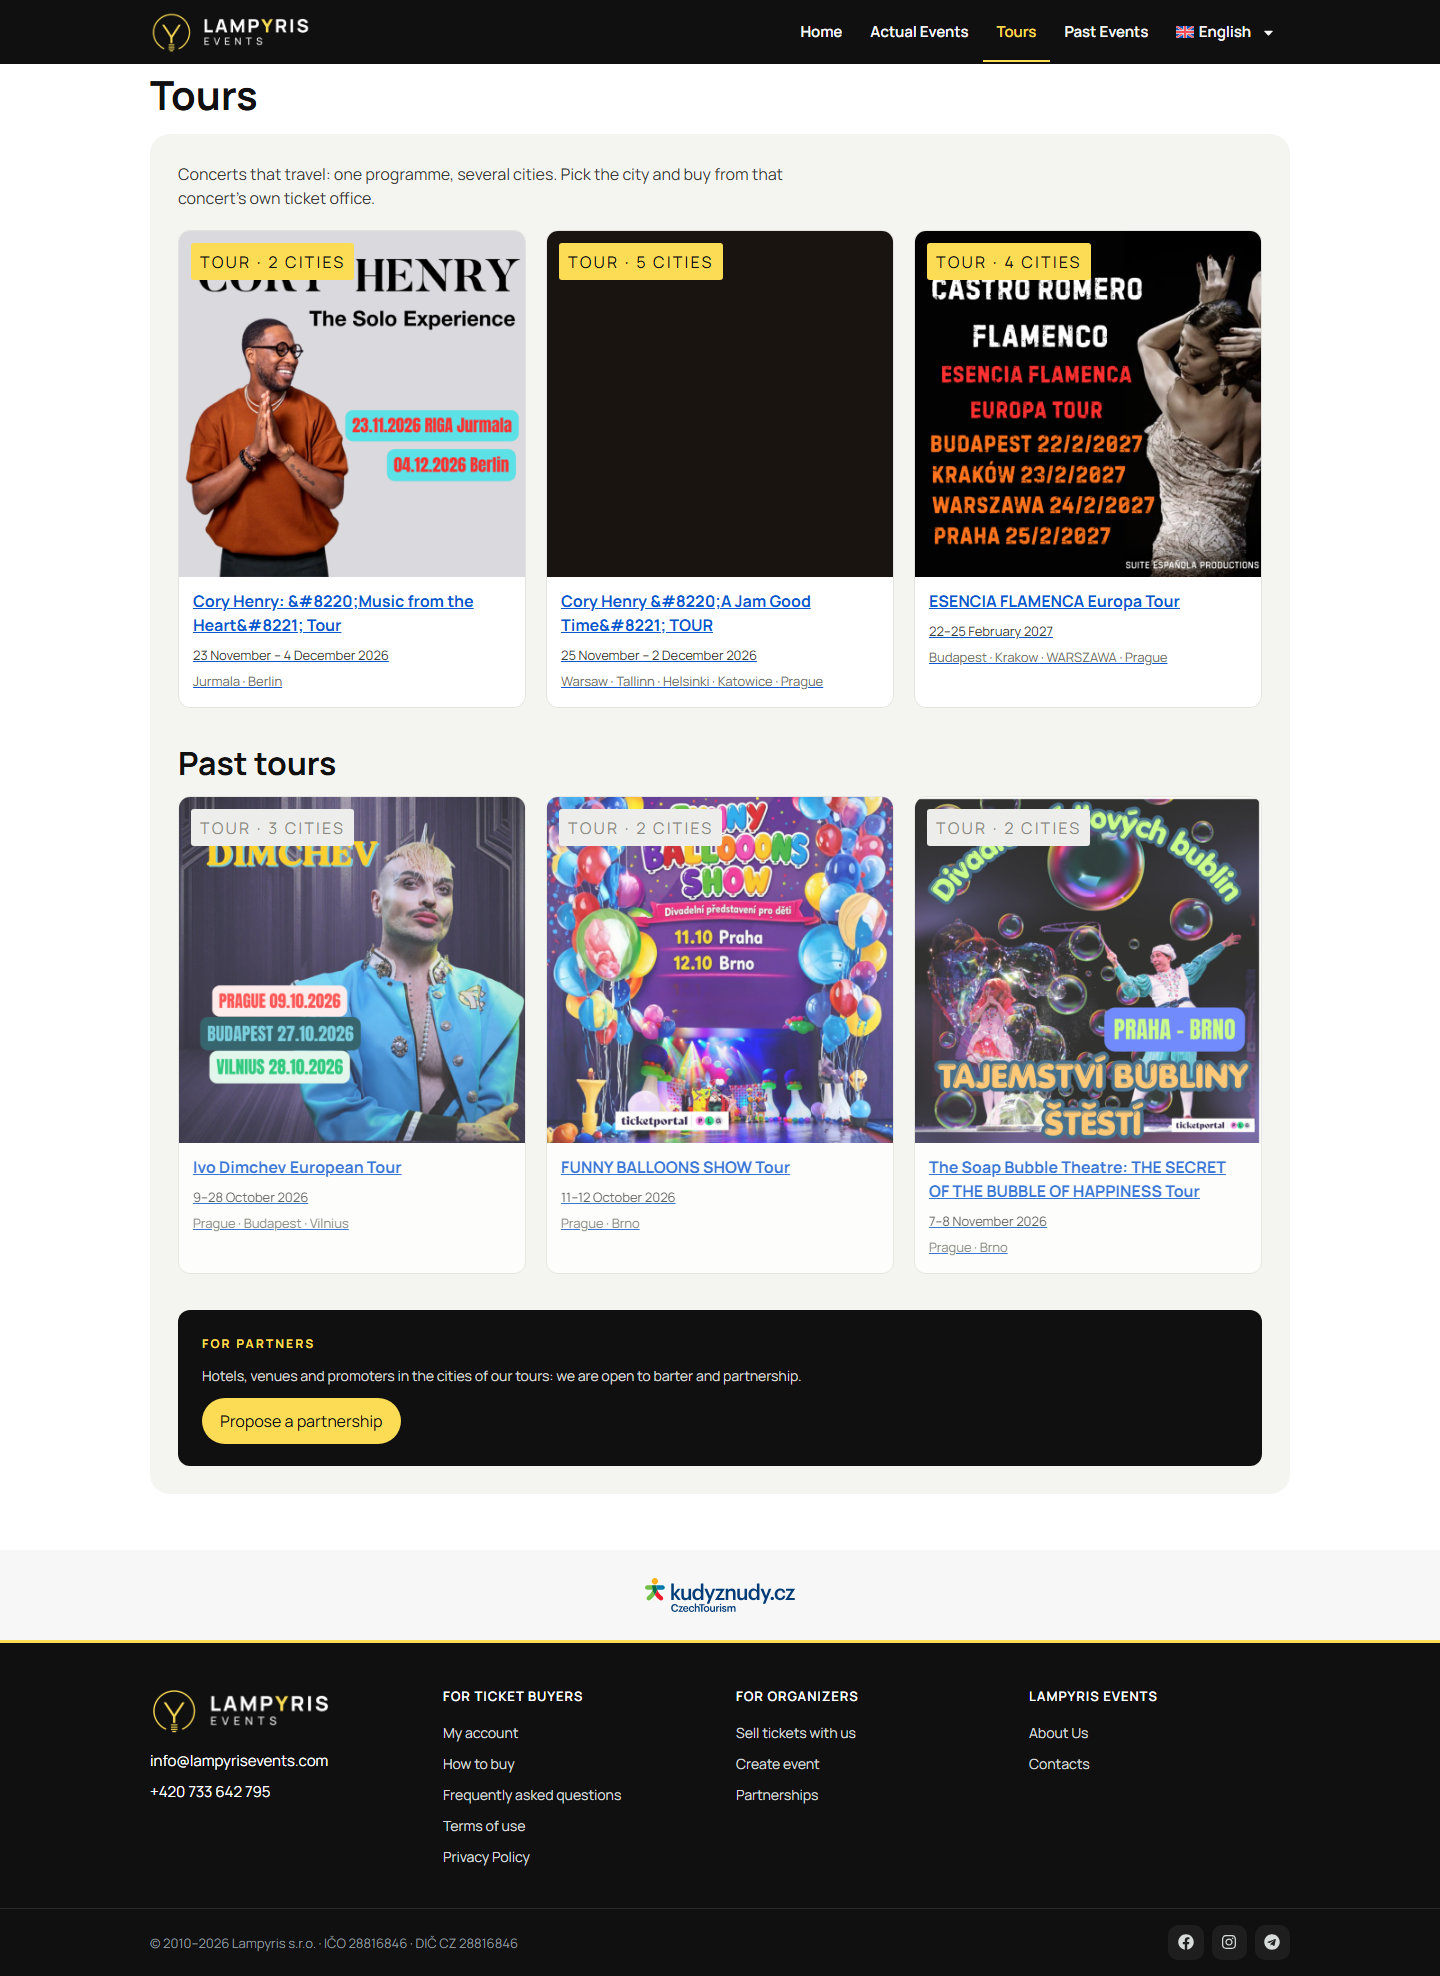 LAMPYRIS
EVENTS
Home
Actual Events
Tours
Past Events
English
Tours
Concerts that travel: one programme, several cities. Pick the city and buy from that
concert's own ticket office.
TOUR · 2 CITIES
CORY HENRY
The Solo Experience
23.11.2026 RIGA Jurmala
04.12.2026 Berlin
Cory Henry: &#8220;Music from the
Heart&#8221; Tour
23 November – 4 December 2026
Jurmala · Berlin
TOUR · 5 CITIES
Cory Henry &#8220;A Jam Good
Time&#8221; TOUR
25 November – 2 December 2026
Warsaw · Tallinn · Helsinki · Katowice · Prague
TOUR · 4 CITIES
CASTRO ROMERO
FLAMENCO
ESENCIA FLAMENCA
EUROPA TOUR
BUDAPEST 22/2/2027
KRAKÓW 23/2/2027
WARSZAWA 24/2/2027
PRAHA 25/2/2027
SUITE ESPAÑOLA PRODUCTIONS
ESENCIA FLAMENCA Europa Tour
22–25 February 2027
Budapest · Krakow · WARSZAWA · Prague
Past tours
TOUR · 3 CITIES
DIMCHEV
PRAGUE 09.10.2026
BUDAPEST 27.10.2026
VILNIUS 28.10.2026
Ivo Dimchev European Tour
9–28 October 2026
Prague · Budapest · Vilnius
TOUR · 2 CITIES
BALLOONS
SHOW
Divadelní představení pro děti
11.10 Praha
12.10 Brno
ticketportal
FUNNY BALLOONS SHOW Tour
11–12 October 2026
Prague · Brno
TOUR · 2 CITIES
bublin
PRAHA - BRNO
TAJEMSTVÍ BUBLINY
ŠTĚSTÍ
ticketportal
The Soap Bubble Theatre: THE SECRET
OF THE BUBBLE OF HAPPINESS Tour
7–8 November 2026
Prague · Brno
FOR PARTNERS
Hotels, venues and promoters in the cities of our tours: we are open to barter and partnership.
Propose a partnership
kudyznudy.cz
CzechTourism
LAMPYRIS
EVENTS
info@lampyrisevents.com
+420 733 642 795
FOR TICKET BUYERS
My account
How to buy
Frequently asked questions
Terms of use
Privacy Policy
FOR ORGANIZERS
Sell tickets with us
Create event
Partnerships
LAMPYRIS EVENTS
About Us
Contacts
© 2010–2026 Lampyris s.r.o. · IČO 28816846 · DIČ CZ 28816846